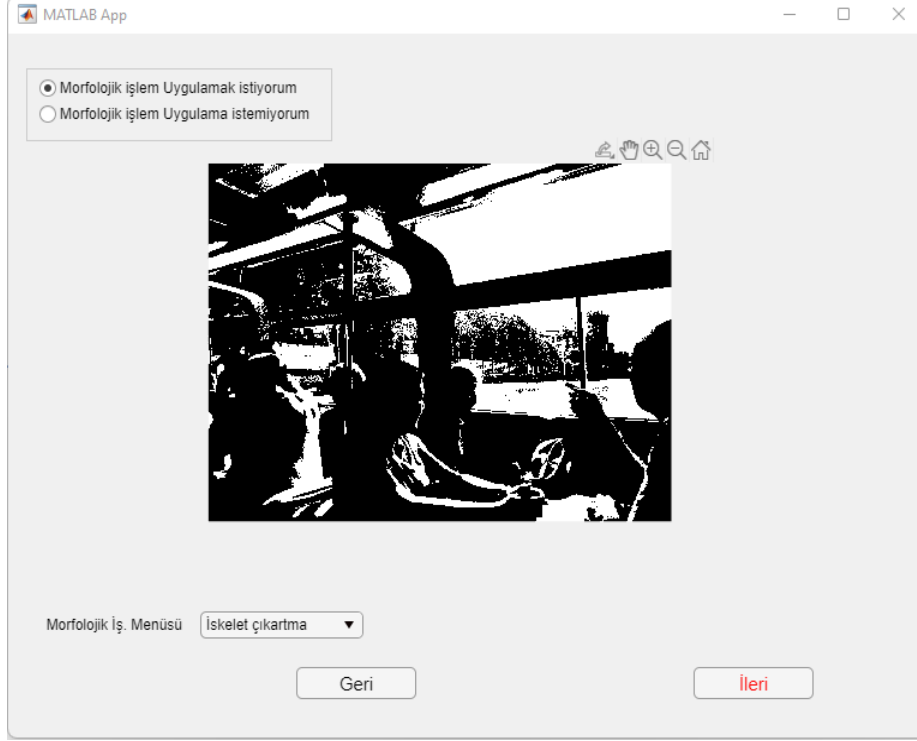 MATLAB App
Morfolojik işlem Uygulamak istiyorum
Morfolojik işlem Uygulama istemiyorum
Morfolojik İş. Menüsü İskelet çıkartma
Geri İleri